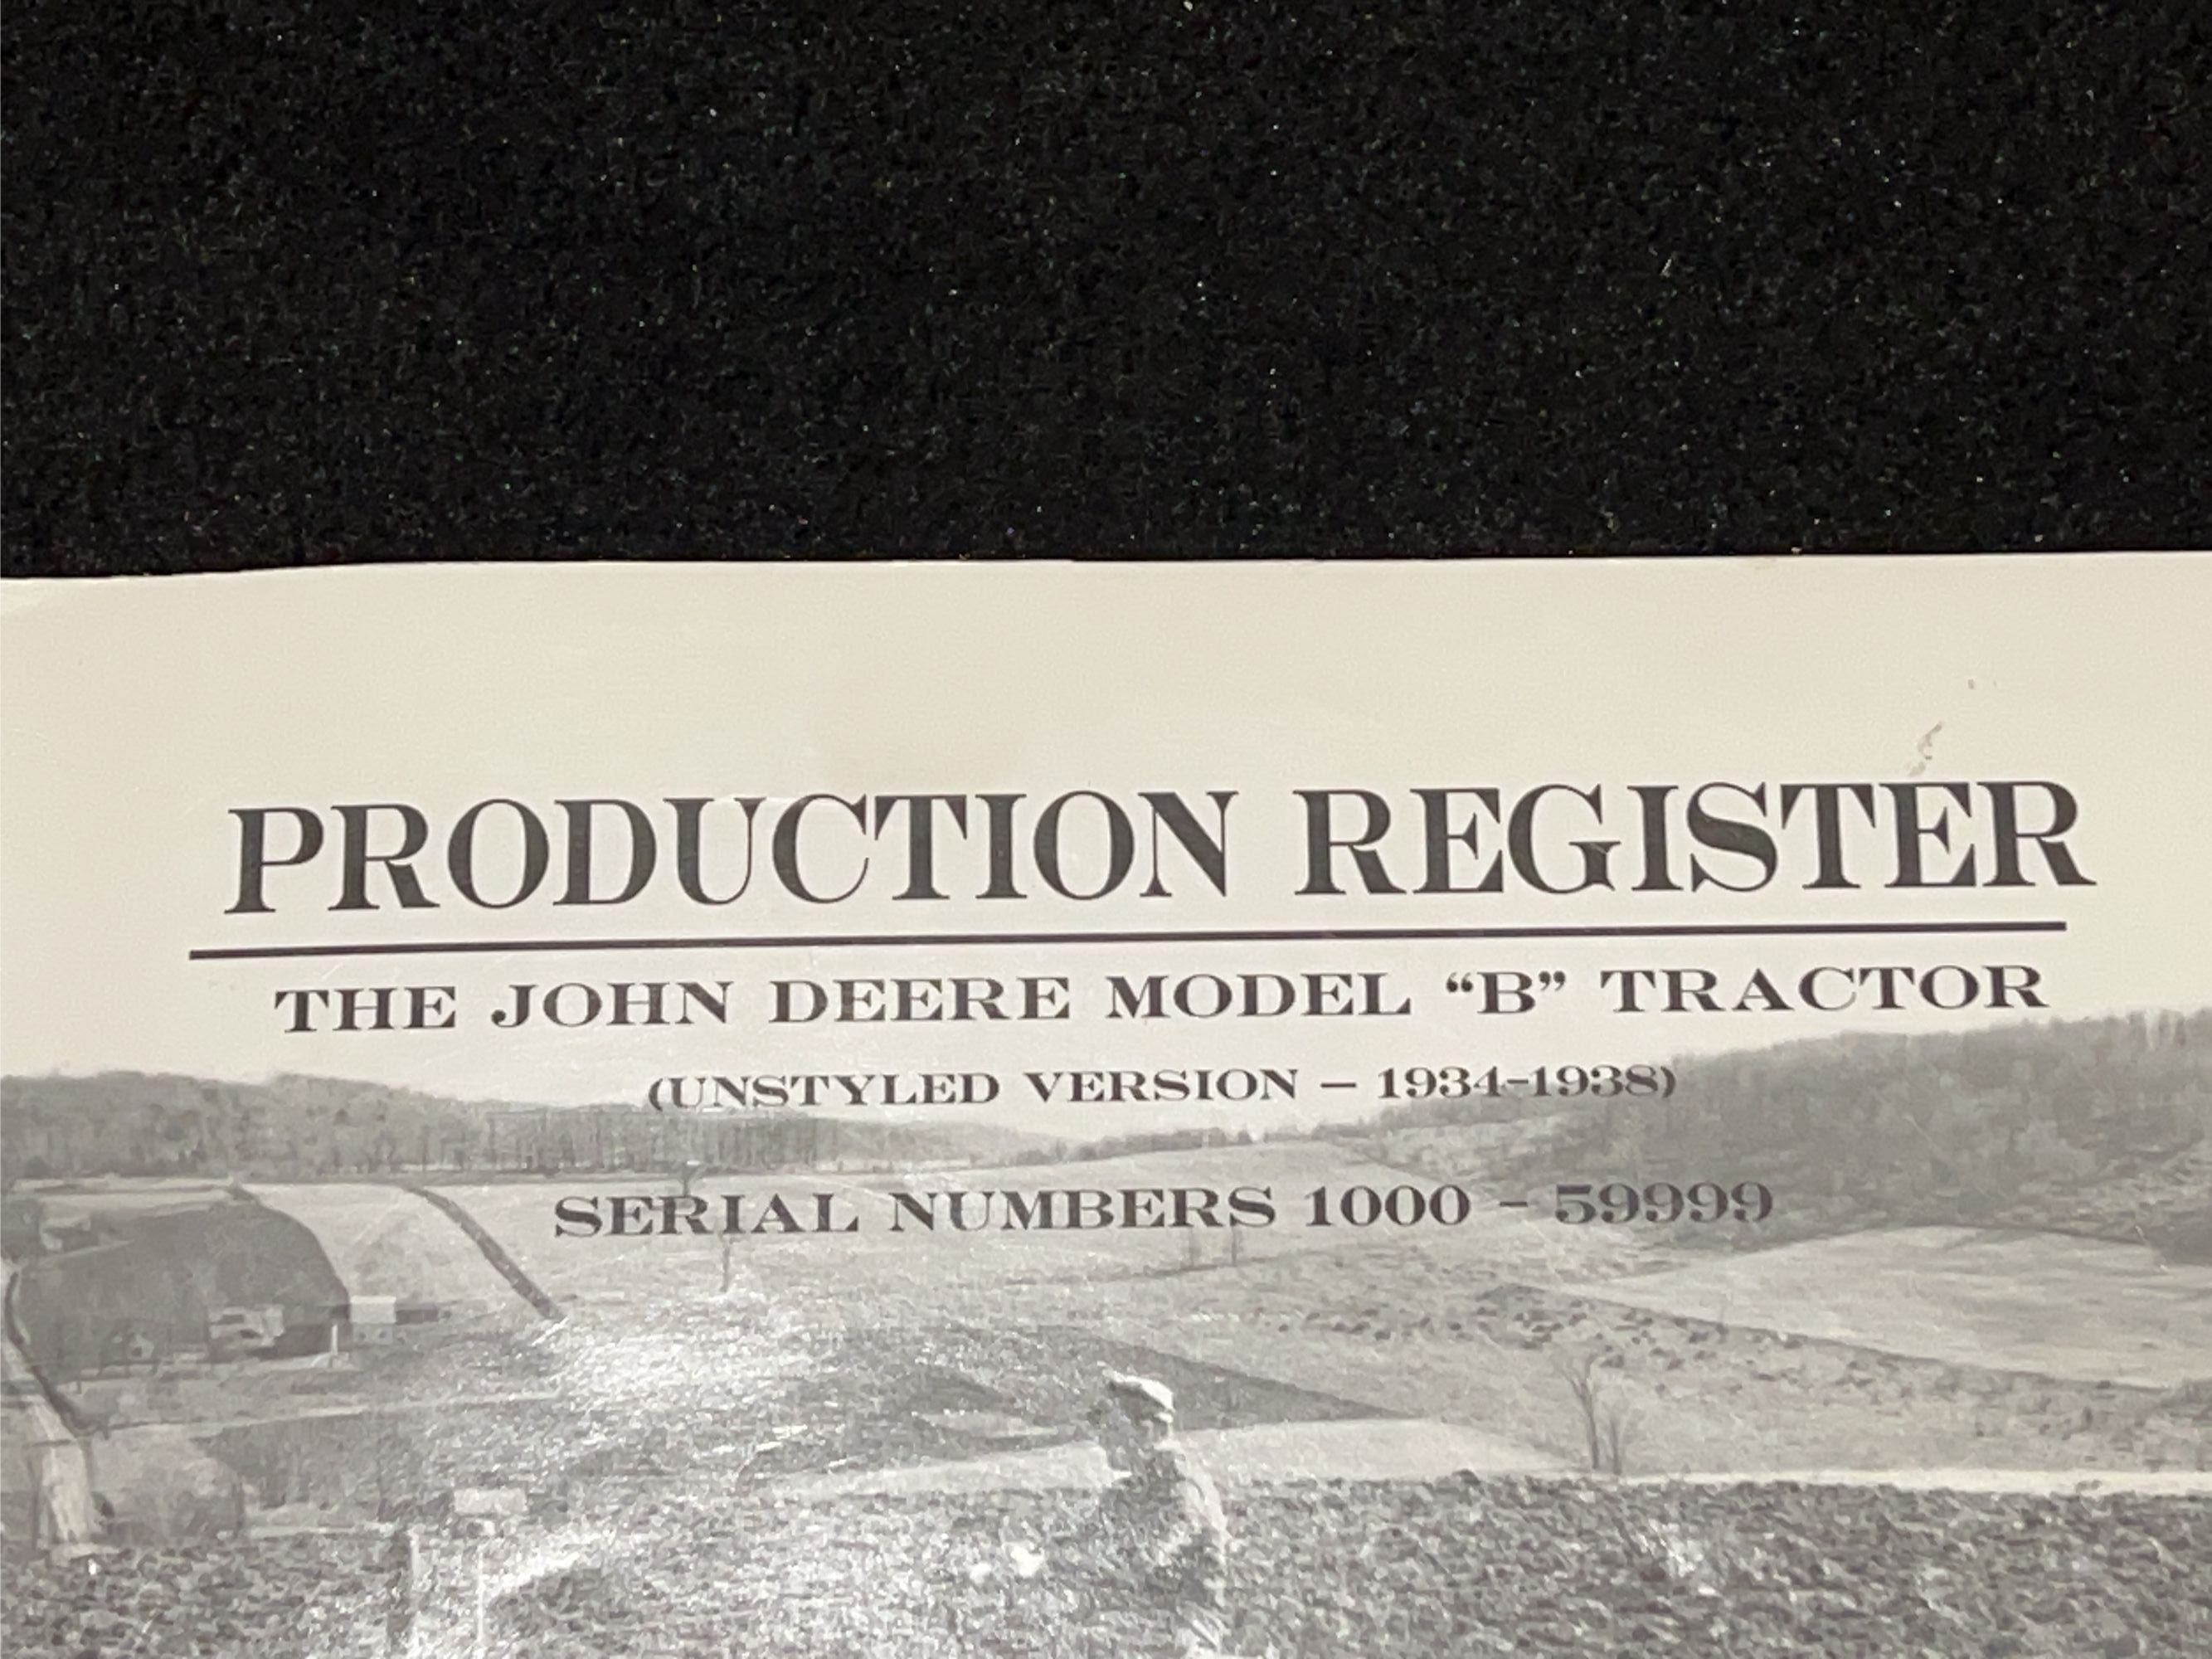 PRODUCTION REGISTER
THE JOHN DEERE MODEL “B” TRACTOR
(UNSTYLED VERSION – 1934-1938)
SERIAL NUMBERS 1000 - 59999